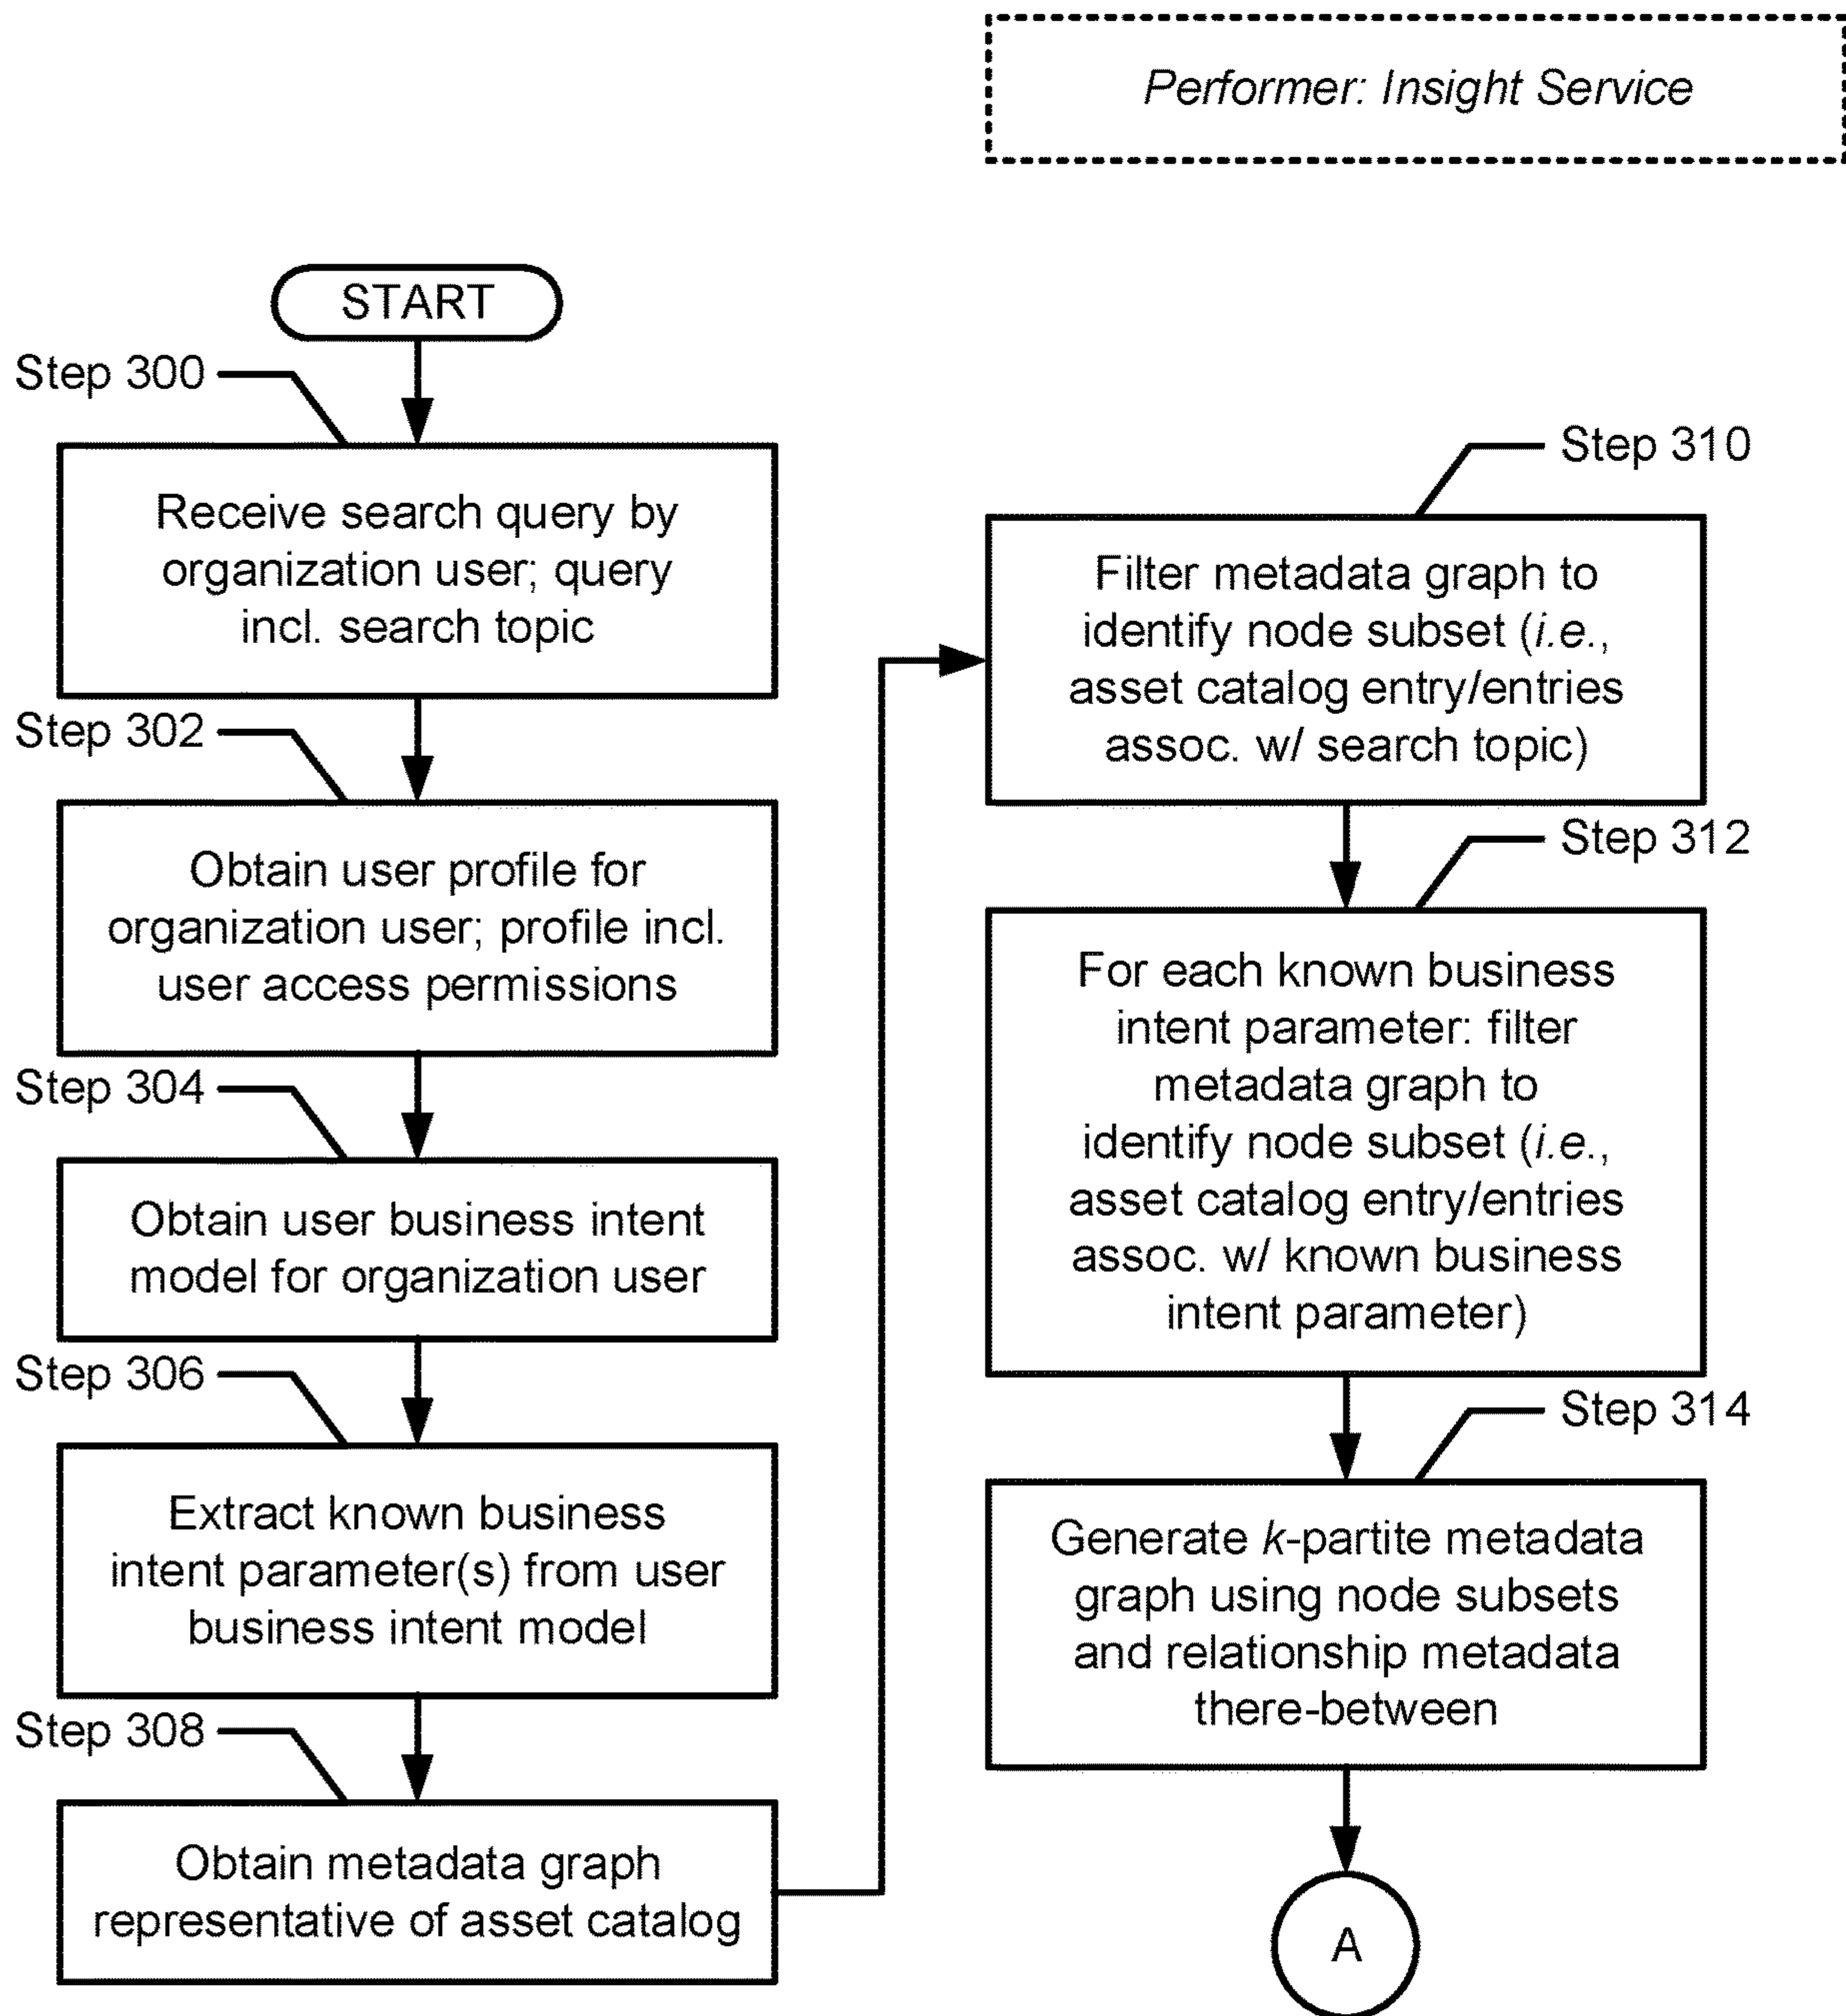 Performer: Insight Service
START
Step 300
Receive search query by
organization user; query
incl. search topic
Step 302
Obtain user profile for
organization user; profile incl.
user access permissions
Step 304
Obtain user business intent
model for organization user
Step 306
Extract known business
intent parameter(s) from user
business intent model
Step 308
Obtain metadata graph
representative of asset catalog
Step 310
Filter metadata graph to
identify node subset (i.e.,
asset catalog entry/entries
assoc. w/ search topic)
Step 312
For each known business
intent parameter: filter
metadata graph to
identify node subset (i.e.,
asset catalog entry/entries
assoc. w/ known business
intent parameter)
Step 314
Generate k-partite metadata
graph using node subsets
and relationship metadata
there-between
A